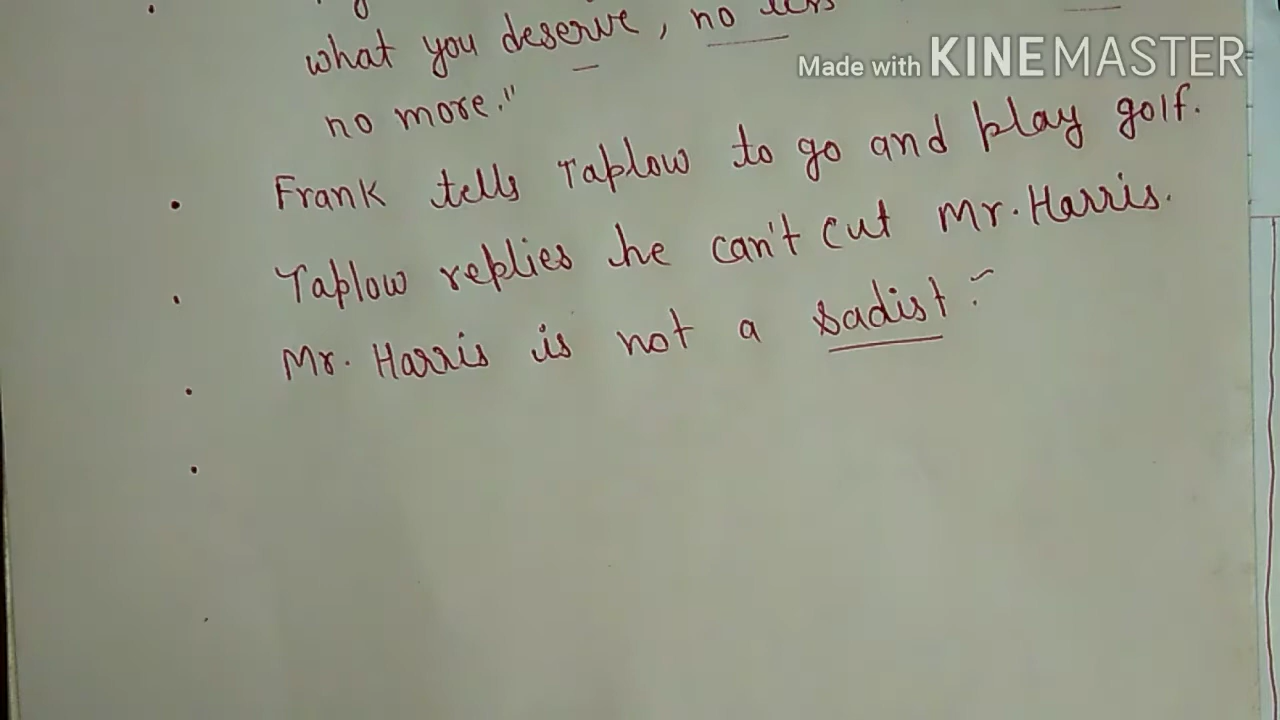 what you deserve, no less
Made with KINEMASTER
no more."
Frank tells Taplow to go and play golf.
Taplow replies he can't cut Mr. Harris.
Mr. Harris is not a sadist :-